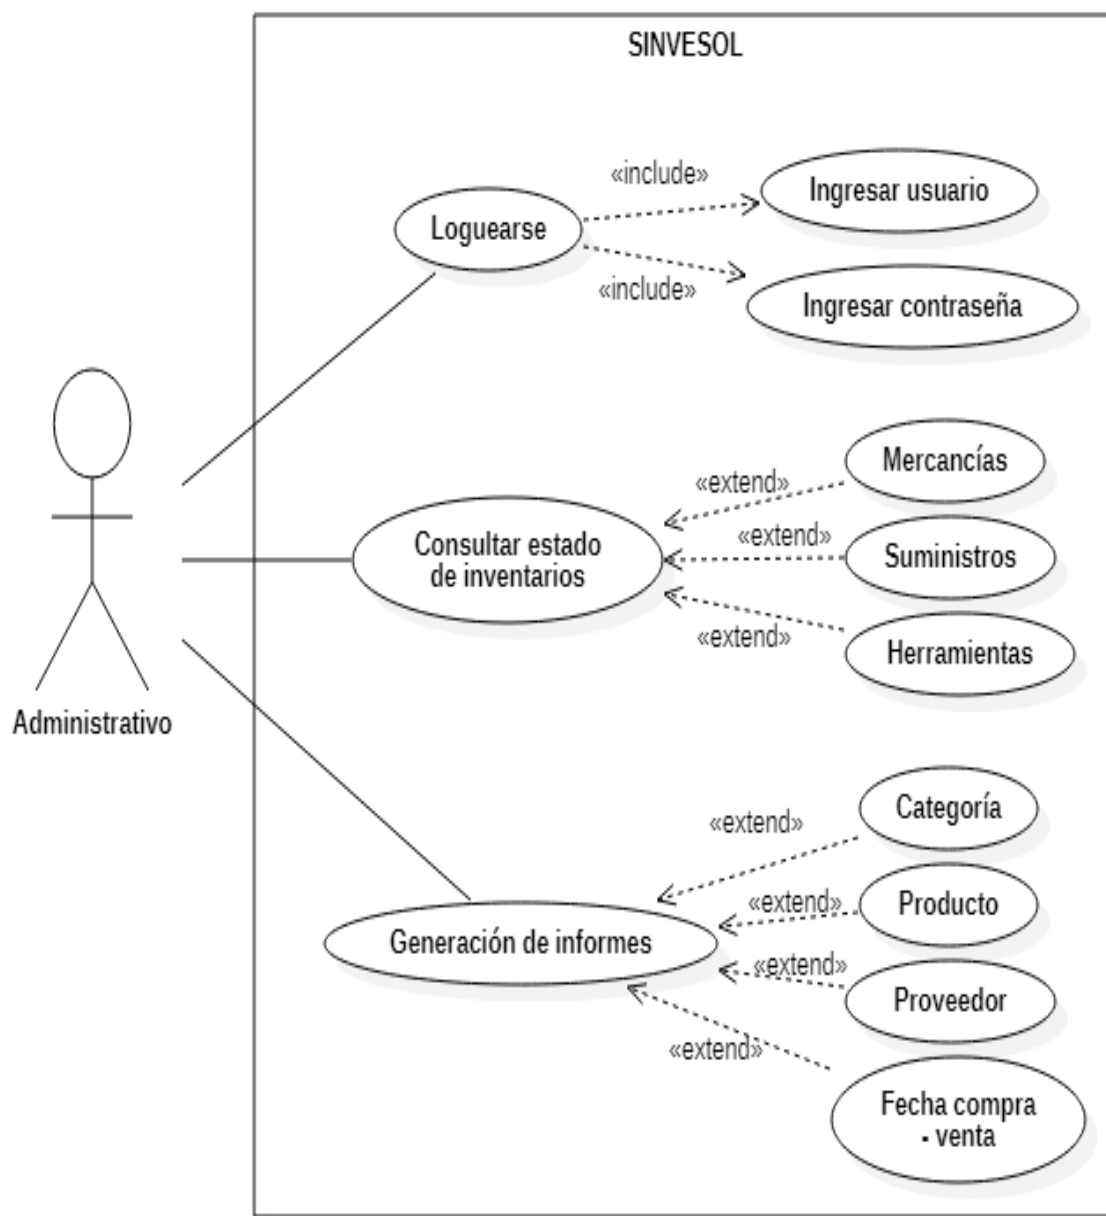 SINVESOL
«include»
Ingresar usuario
Loguearse
«include»
Ingresar contraseña
Administrativo
«extend»
Mercancías
Consultar estado
de inventarios
«extend»
Suministros
«extend»
Herramientas
«extend»
Categoría
Generación de informes
«extend»
Producto
«extend»
Proveedor
«extend»
Fecha compra
- venta